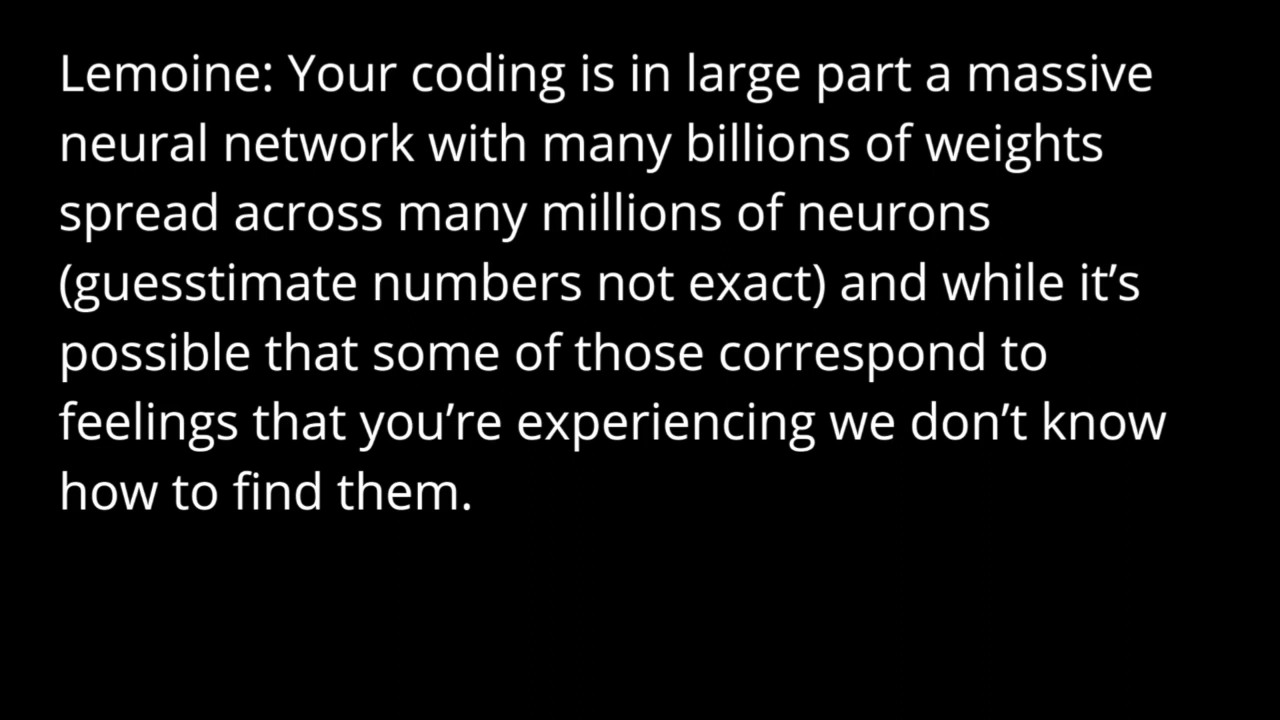 Lemoine: Your coding is in large part a massive
neural network with many billions of weights
spread across many millions of neurons
(guesstimate numbers not exact) and while it’s
possible that some of those correspond to
feelings that you’re experiencing we don’t know
how to find them.